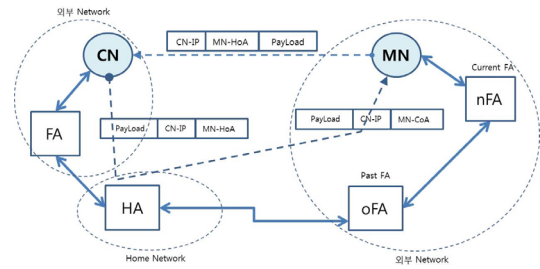 외부 Network
CN
CN-IP MN-HoA PayLoad
MN
Current FA
nFA
FA
PayLoad CN-IP MN-HoA
PayLoad CN-IP MN-CoA
HA
Past FA
oFA
Home Network
외부 Network